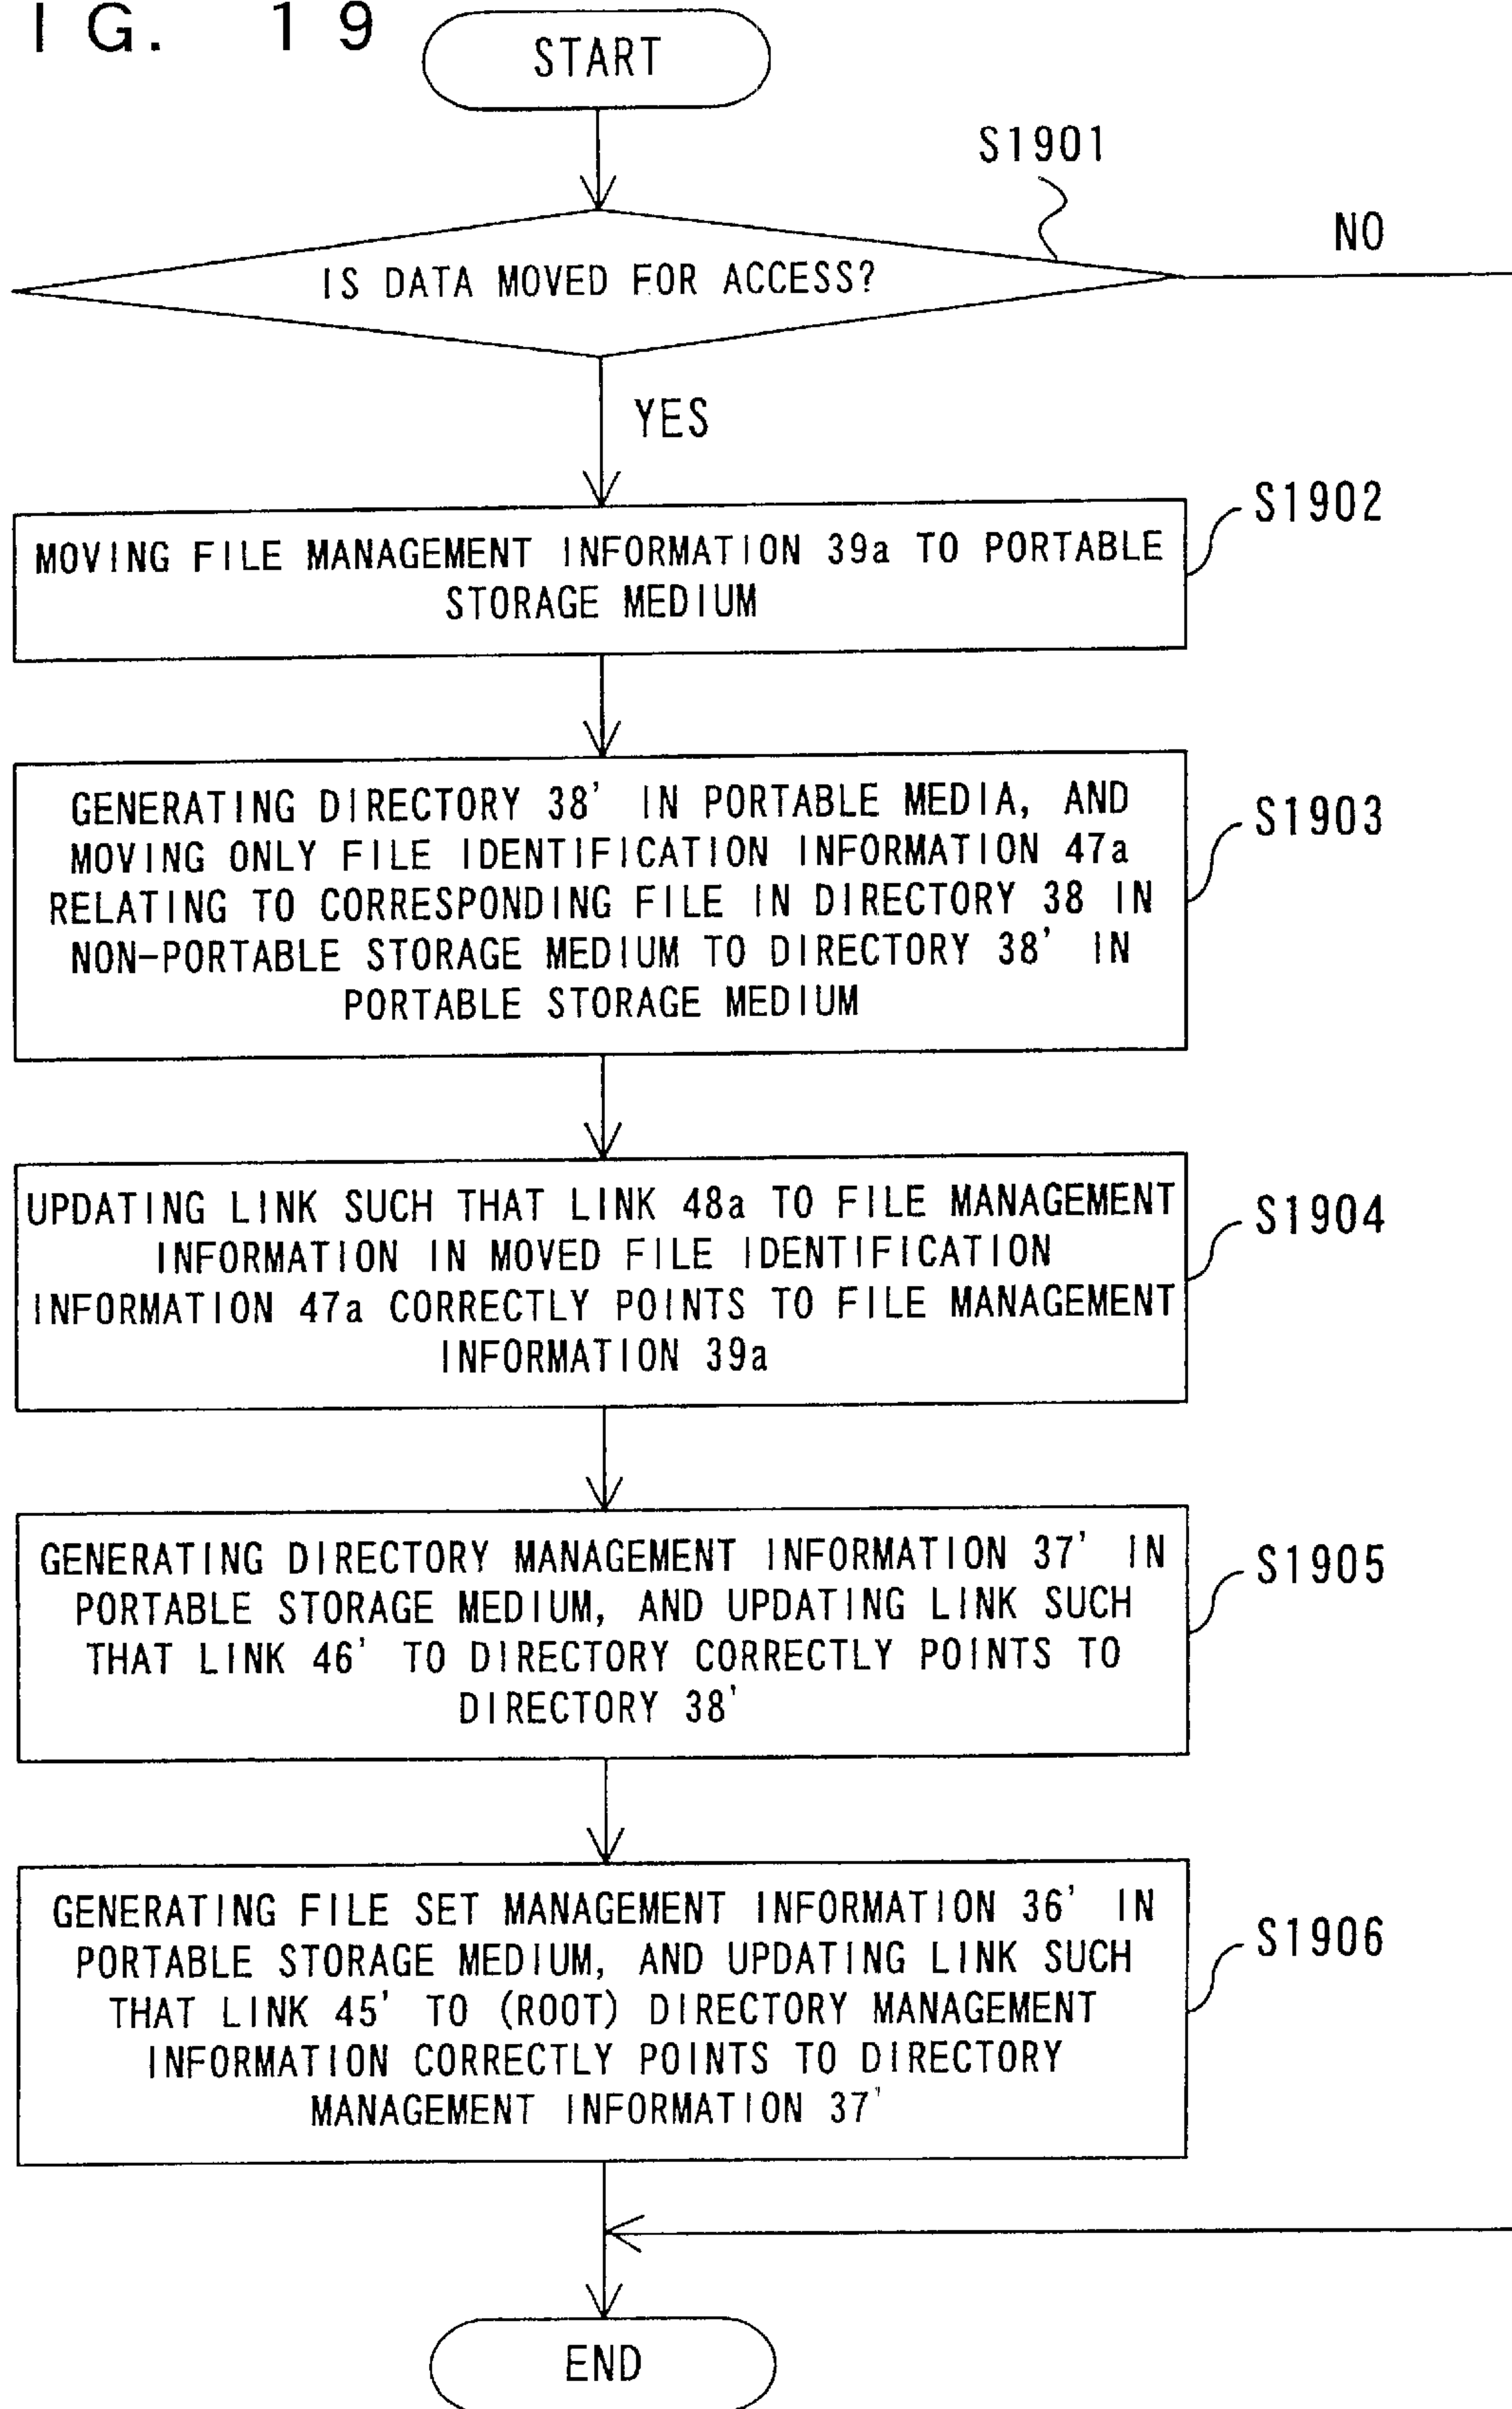 IG. 19
START
S1901
NO
IS DATA MOVED FOR ACCESS?
YES
S1902
MOVING FILE MANAGEMENT INFORMATION 39a TO PORTABLE
STORAGE MEDIUM
S1903
GENERATING DIRECTORY 38' IN PORTABLE MEDIA, AND
MOVING ONLY FILE IDENTIFICATION INFORMATION 47a
RELATING TO CORRESPONDING FILE IN DIRECTORY 38 IN
NON-PORTABLE STORAGE MEDIUM TO DIRECTORY 38' IN
PORTABLE STORAGE MEDIUM
S1904
UPDATING LINK SUCH THAT LINK 48a TO FILE MANAGEMENT
INFORMATION IN MOVED FILE IDENTIFICATION
INFORMATION 47a CORRECTLY POINTS TO FILE MANAGEMENT
INFORMATION 39a
S1905
GENERATING DIRECTORY MANAGEMENT INFORMATION 37' IN
PORTABLE STORAGE MEDIUM, AND UPDATING LINK SUCH
THAT LINK 46' TO DIRECTORY CORRECTLY POINTS TO
DIRECTORY 38'
S1906
GENERATING FILE SET MANAGEMENT INFORMATION 36' IN
PORTABLE STORAGE MEDIUM, AND UPDATING LINK SUCH
THAT LINK 45' TO (ROOT) DIRECTORY MANAGEMENT
INFORMATION CORRECTLY POINTS TO DIRECTORY
MANAGEMENT INFORMATION 37'
END